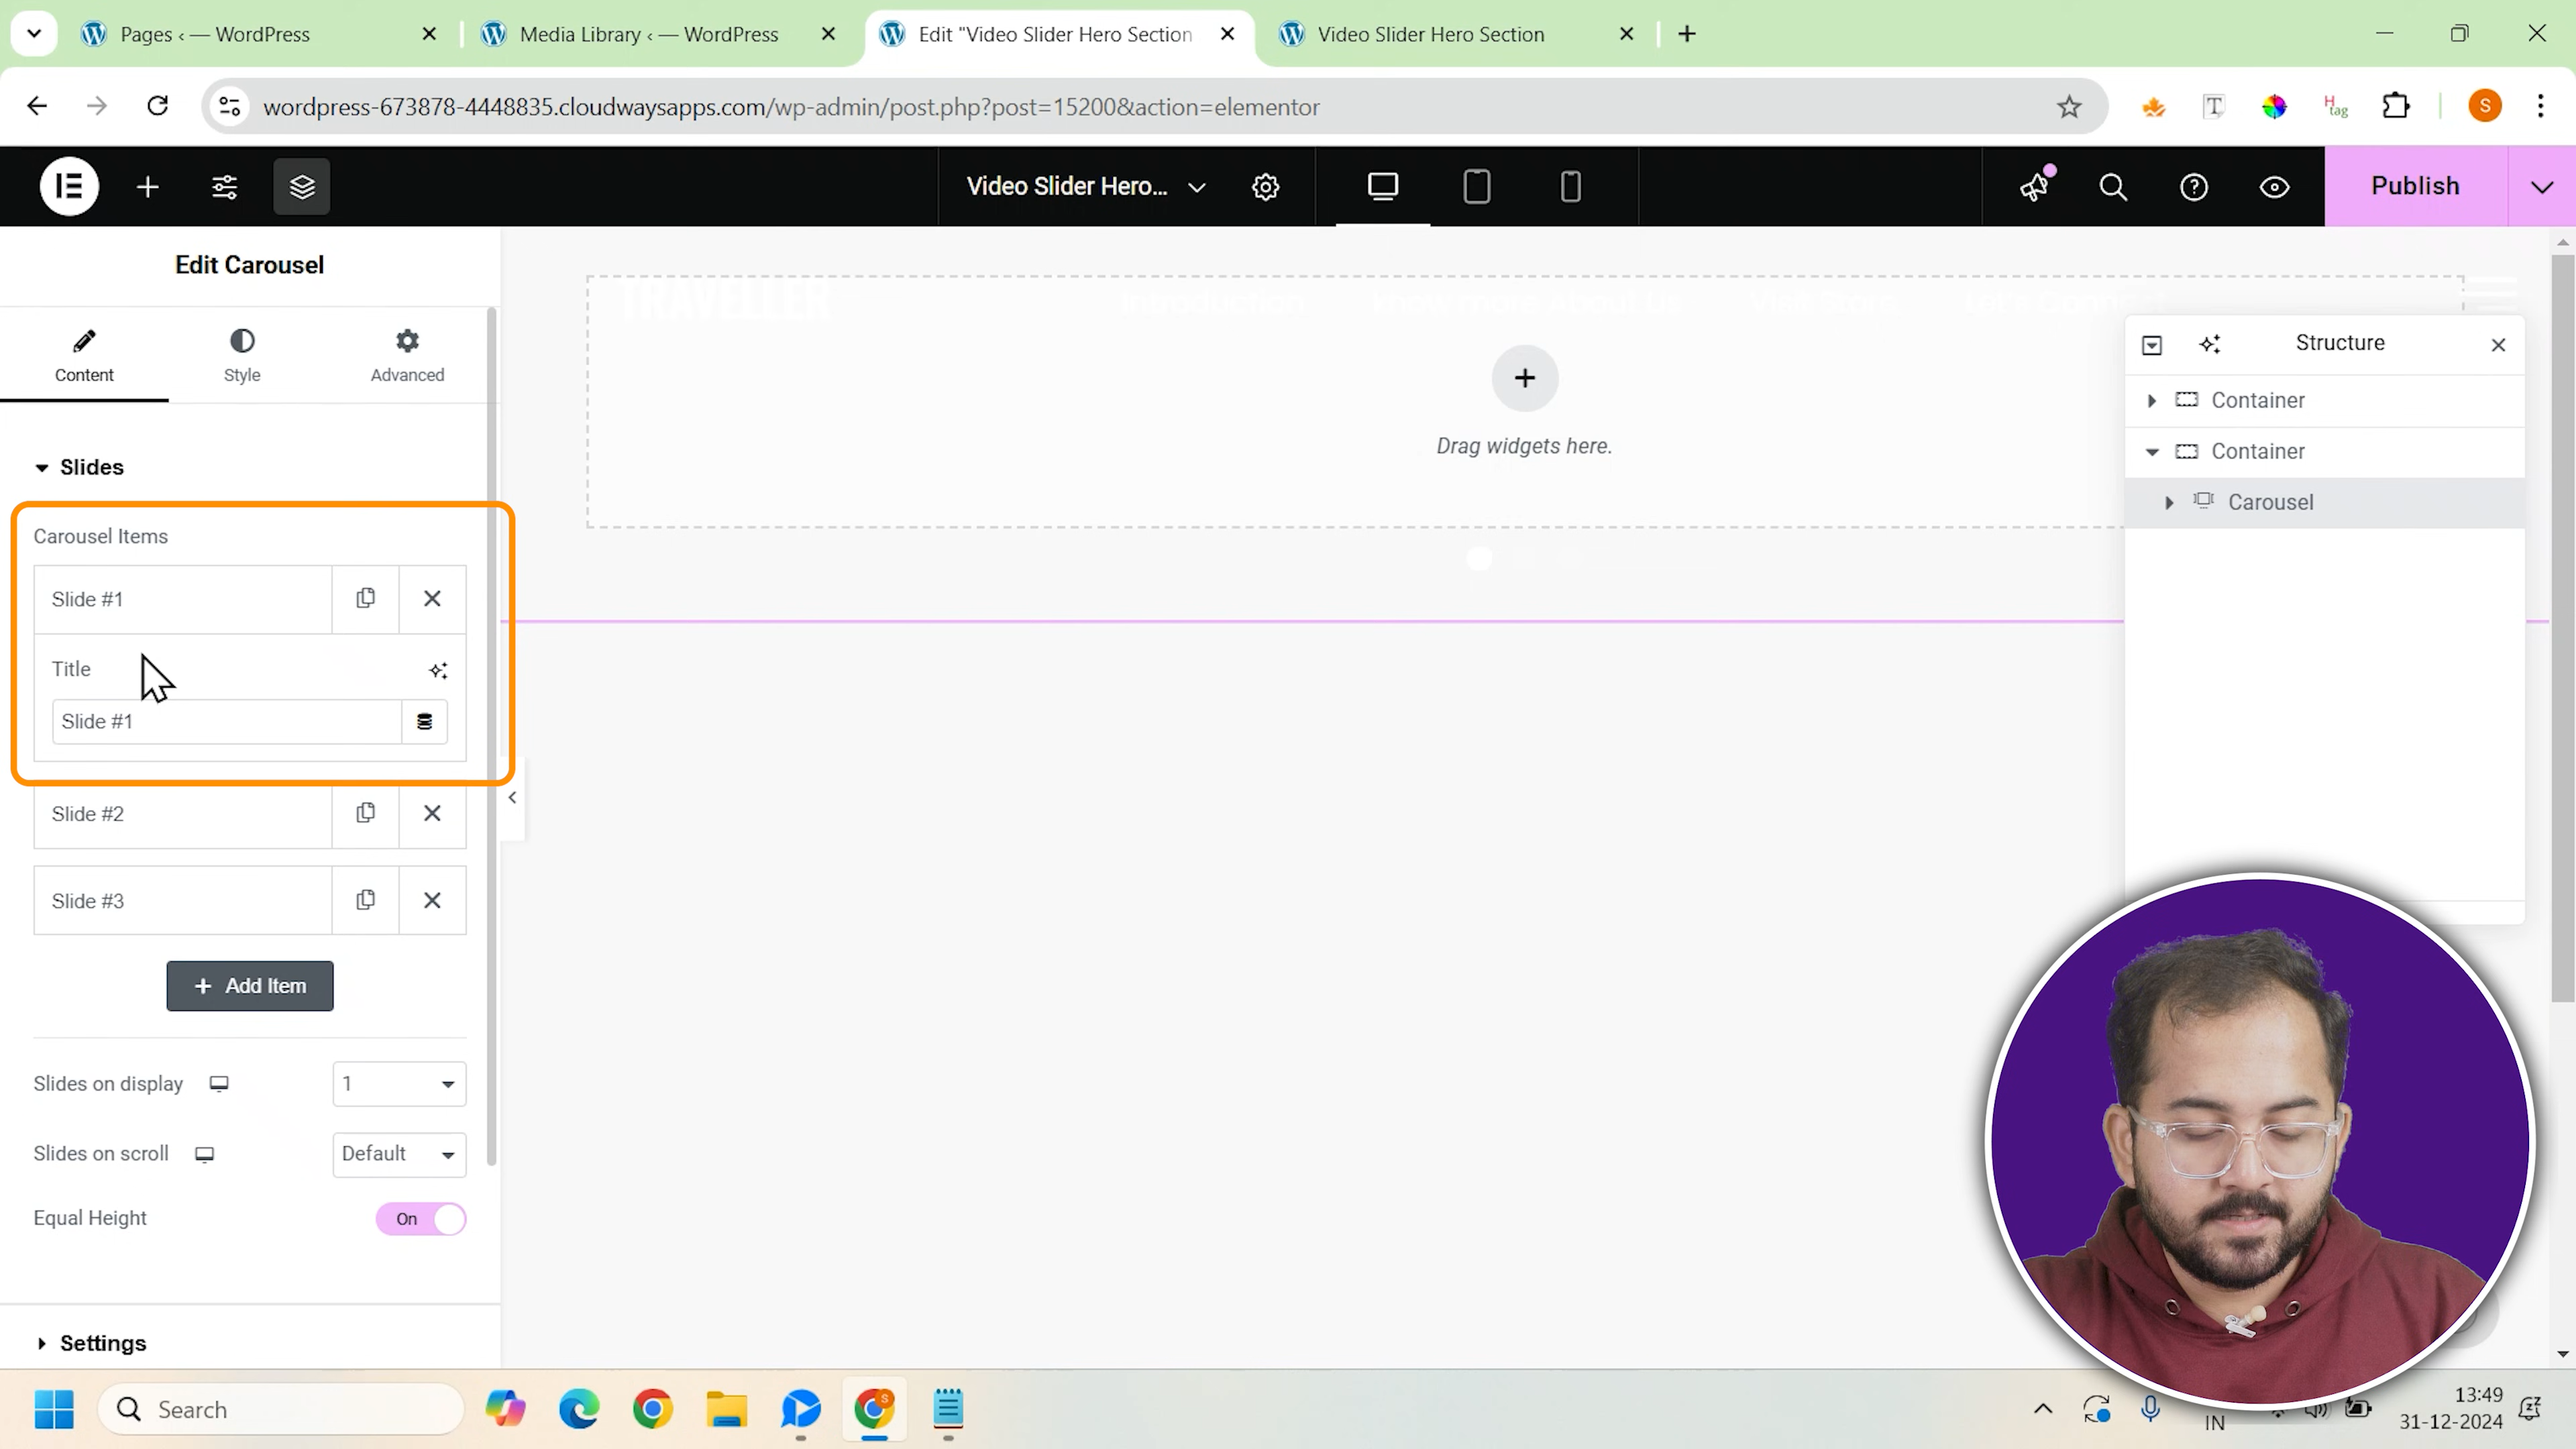 Pages ‹ — WordPress
Media Library ‹ — WordPress
Edit "Video Slider Hero Section
Video Slider Hero Section
wordpress-673878-4448835.cloudwaysapps.com/wp-admin/post.php?post=15200&action=elementor
T
H
tag
S
Video Slider Hero...
Publish
Edit Carousel
Content
Style
Advanced
TRAVELLER
Drag widgets here.
Structure
Container
Container
Carousel
Slides
Carousel Items
Slide #1
Title
Slide #1
Slide #2
Slide #3
+ Add Item
Slides on display
1
Slides on scroll
Default
Equal Height
On
Settings
Search
S
IN
13:49
31-12-2024